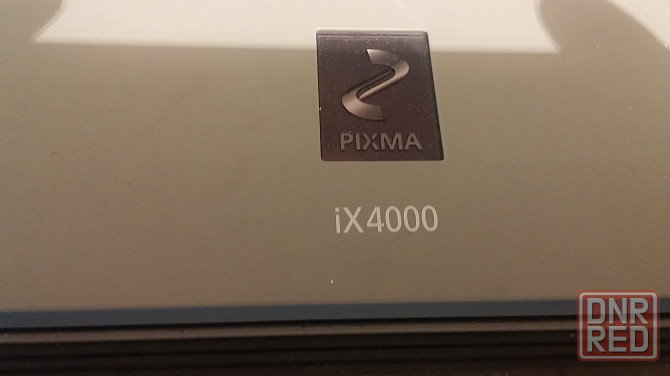 PIXMA
iX4000
DNR
RED